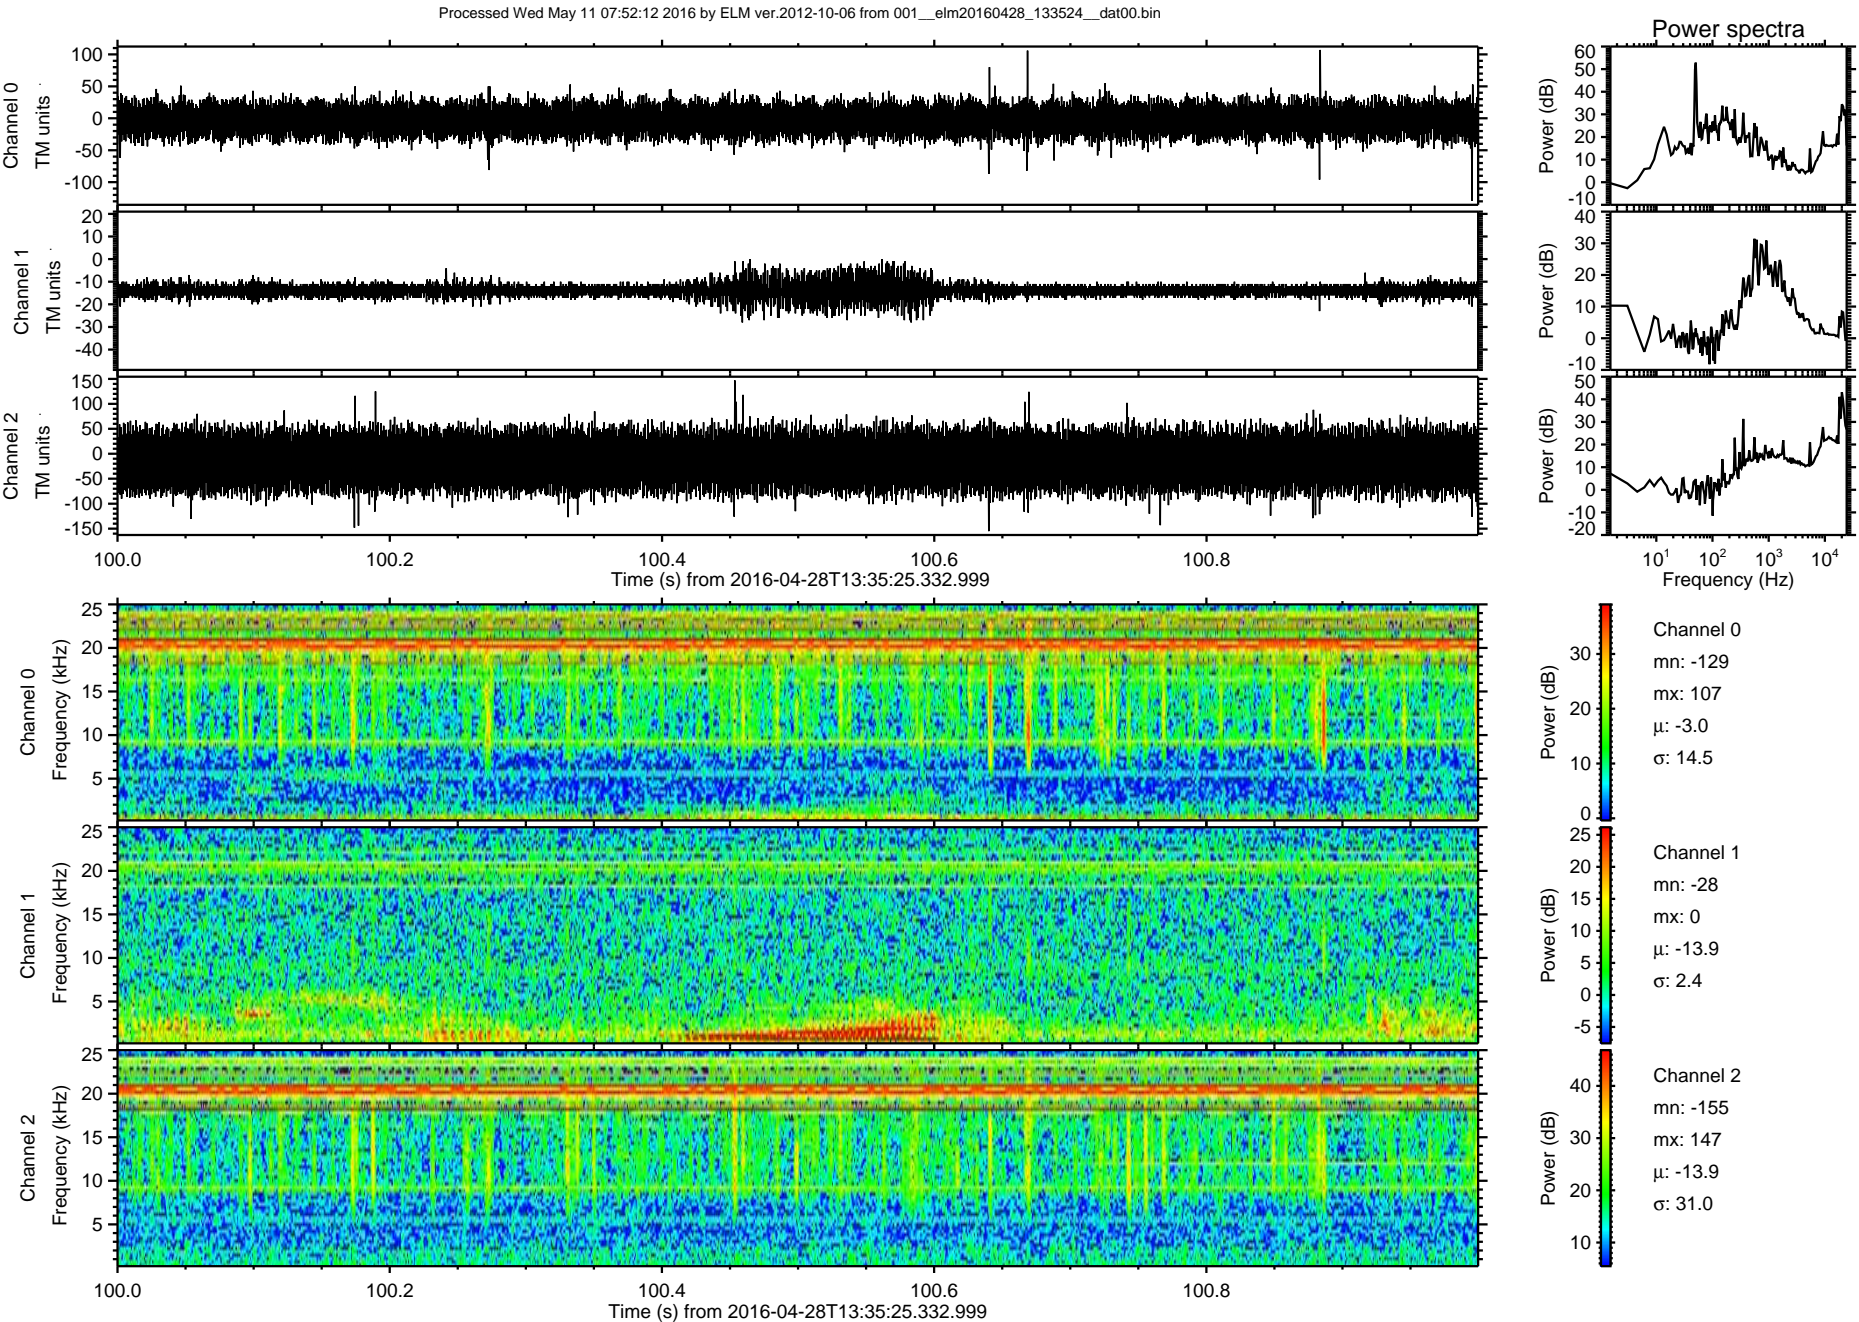 Processed Wed May 11 07:52:12 2016 by ELM ver.2012-10-06 from 001__elm20160428_133524__dat00.bin
Power spectra
Channel 0
TM units
100
50
0
-50
-100
Power (dB)
60
50
40
30
20
10
0
-10
Channel 1
TM units
20
10
0
-10
-20
-30
-40
Power (dB)
40
30
20
10
0
-10
Channel 2
TM units
150
100
50
0
-50
-100
-150
Power (dB)
50
40
30
20
10
0
-10
-20
100.0 100.2 100.4 100.6 100.8
Time (s) from 2016-04-28T13:35:25.332.999
10^1 10^2 10^3 10^4
Frequency (Hz)
Channel 0
Frequency (kHz)
25
20
15
10
5
Power (dB)
30
20
10
0
Channel 0
mn: -129
mx: 107
μ: -3.0
σ: 14.5
Channel 1
Frequency (kHz)
25
20
15
10
5
Power (dB)
25
20
15
10
5
0
-5
Channel 1
mn: -28
mx: 0
μ: -13.9
σ: 2.4
Channel 2
Frequency (kHz)
25
20
15
10
5
Power (dB)
40
30
20
10
Channel 2
mn: -155
mx: 147
μ: -13.9
σ: 31.0
100.0 100.2 100.4 100.6 100.8
Time (s) from 2016-04-28T13:35:25.332.999